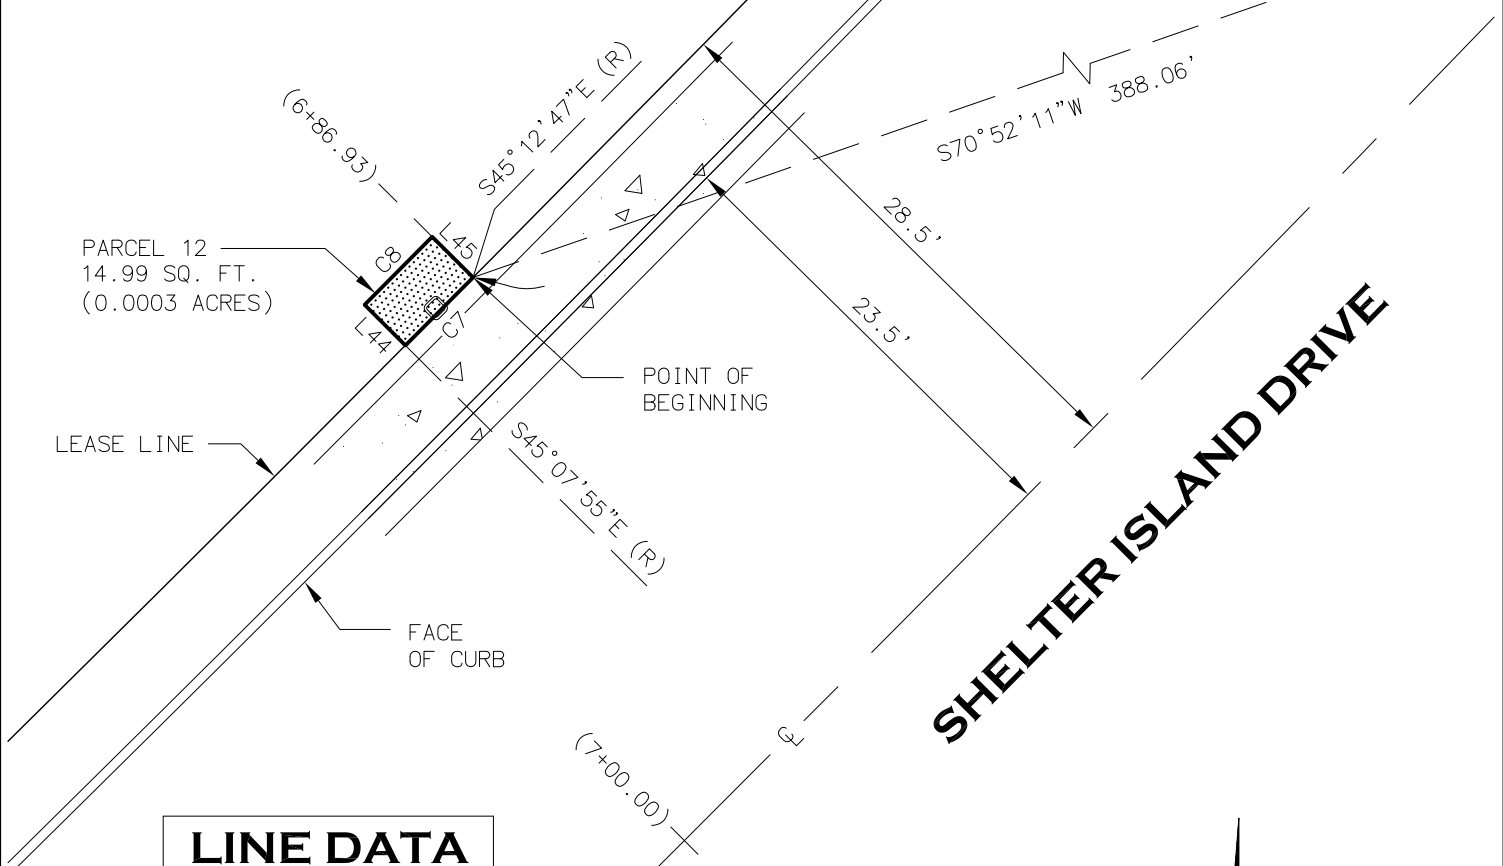 S45°12'47"E (R)
(6+86.93)
S70°52'11"W 388.06'
28.5'
PARCEL 12
14.99 SQ. FT.
(0.0003 ACRES)
C8
L45
L44
C7
23.5'
POINT OF
BEGINNING
LEASE LINE
S45°07'55"E (R)
SHELTER ISLAND DRIVE
FACE
OF CURB
℄
(7+00.00)
LINE DATA